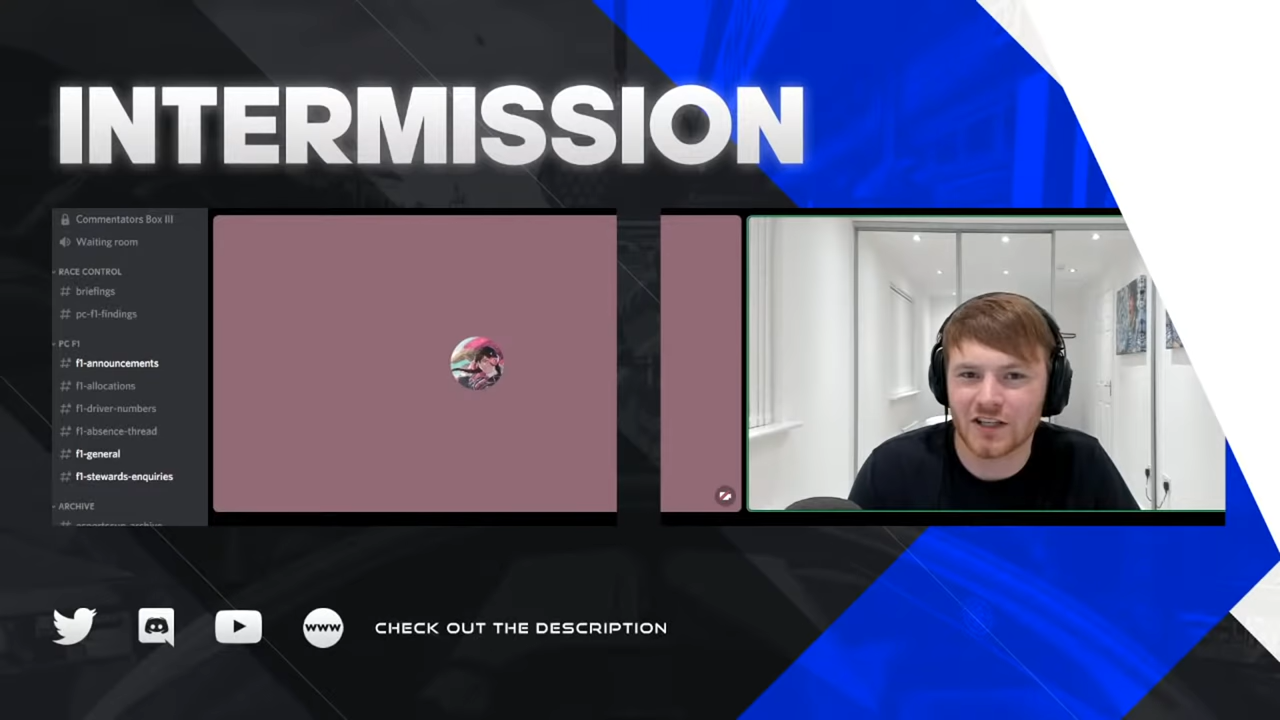 INTERMISSION
Commentators Box III
Waiting room
RACE CONTROL
briefings
pc-f1-findings
PC F1
f1-announcements
f1-allocations
f1-driver-numbers
f1-absence-thread
f1-general
f1-stewards-enquiries
ARCHIVE
www
CHECK OUT THE DESCRIPTION